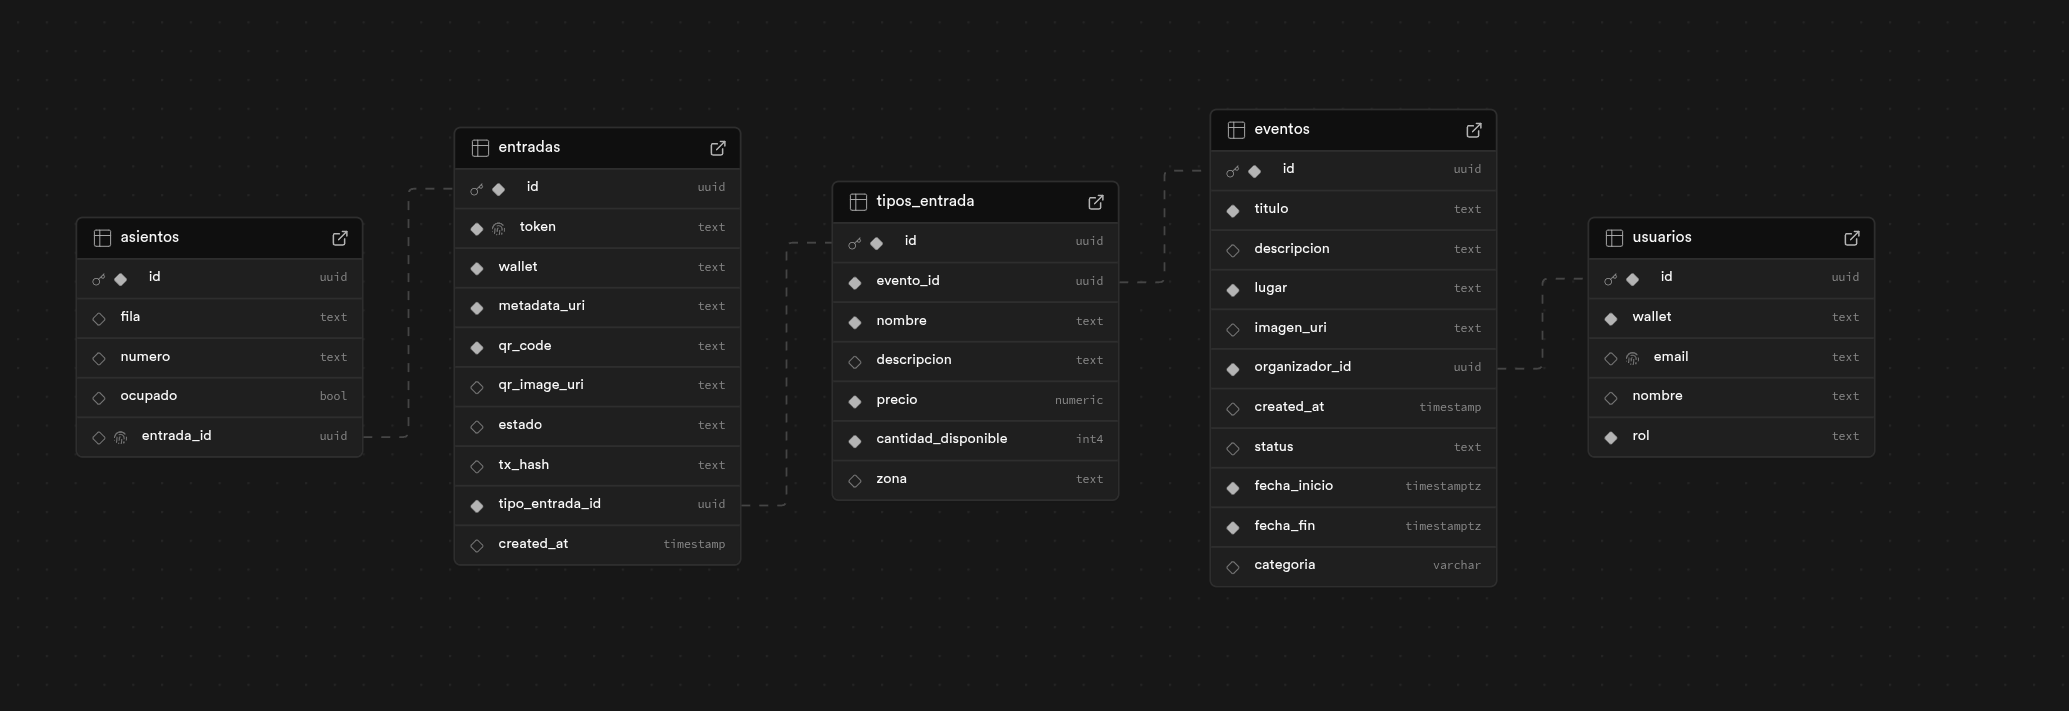 asientos
id uuid
fila text
numero text
ocupado bool
entrada_id uuid
entradas
id uuid
token text
wallet text
metadata_uri text
qr_code text
qr_image_uri text
estado text
tx_hash text
tipo_entrada_id uuid
created_at timestamp
tipos_entrada
id uuid
evento_id uuid
nombre text
descripcion text
precio numeric
cantidad_disponible int4
zona text
eventos
id uuid
titulo text
descripcion text
lugar text
imagen_uri text
organizador_id uuid
created_at timestamp
status text
fecha_inicio timestamptz
fecha_fin timestamptz
categoria varchar
usuarios
id uuid
wallet text
email text
nombre text
rol text